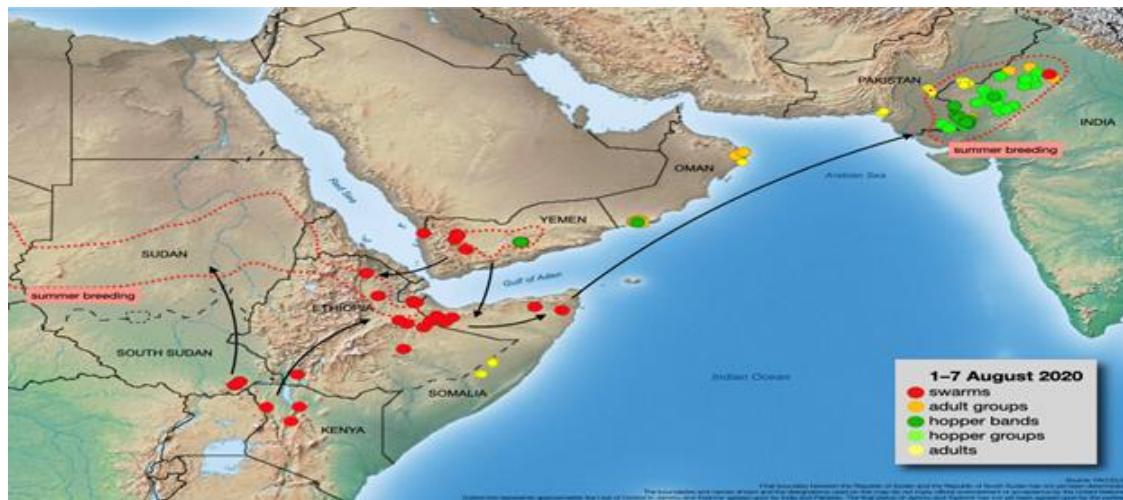 PAKISTAN
INDIA
summer breeding
OMAN
Arabian Sea
Red Sea
YEMEN
SUDAN
Gulf of Aden
summer breeding
ETHIOPIA
SOUTH SUDAN
Indian Ocean
SOMALIA
KENYA
1–7 August 2020
swarms
adult groups
hopper bands
hopper groups
adults